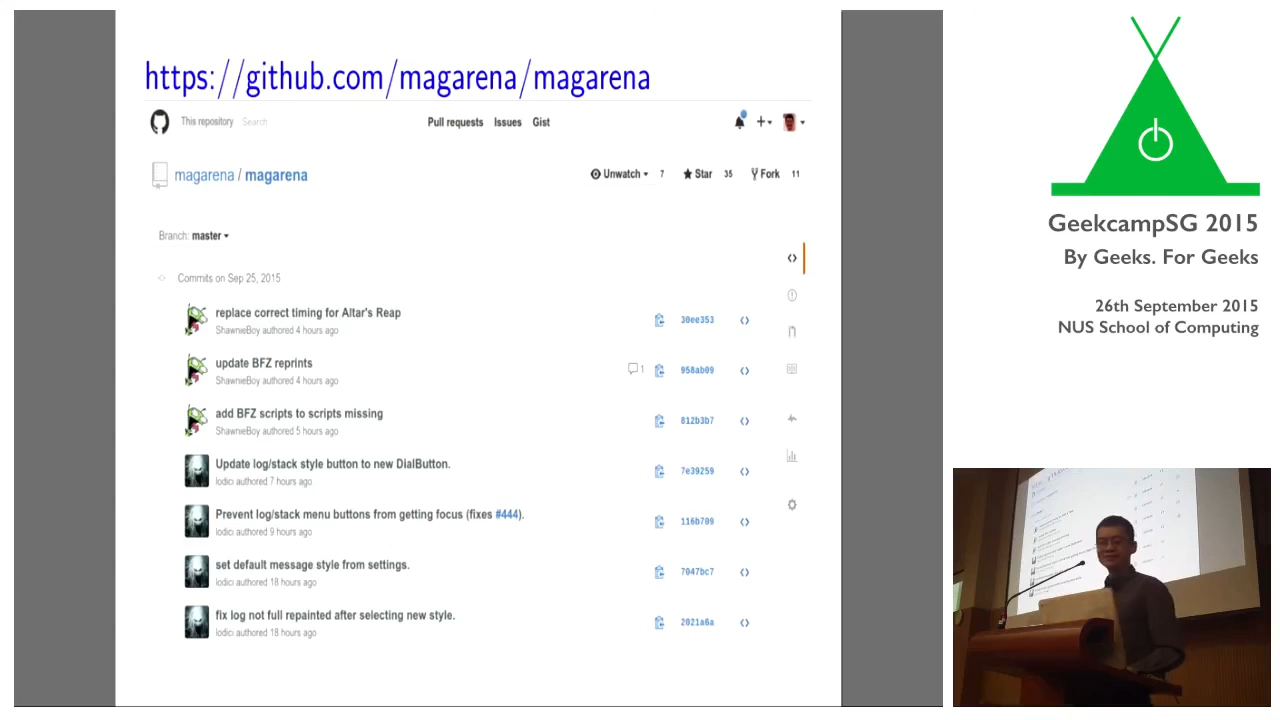 https://github.com/magarena/magarena
This repository Search Pull requests Issues Gist
magarena / magarena Unwatch 7 Star 35 Fork 11
Branch: master
Commits on Sep 25, 2015
replace correct timing for Altar's Reap
ShawnieBoy authored 4 hours ago
30ee353
update BFZ reprints
ShawnieBoy authored 4 hours ago
1 958ab09
add BFZ scripts to scripts missing
ShawnieBoy authored 5 hours ago
812b3b7
Update log/stack style button to new DialButton.
lodici authored 7 hours ago
7e39259
Prevent log/stack menu buttons from getting focus (fixes #444).
lodici authored 9 hours ago
116b709
set default message style from settings.
lodici authored 18 hours ago
7047bc7
fix log not full repainted after selecting new style.
lodici authored 18 hours ago
2021a6a
GeekcampSG 2015
By Geeks. For Geeks
26th September 2015
NUS School of Computing